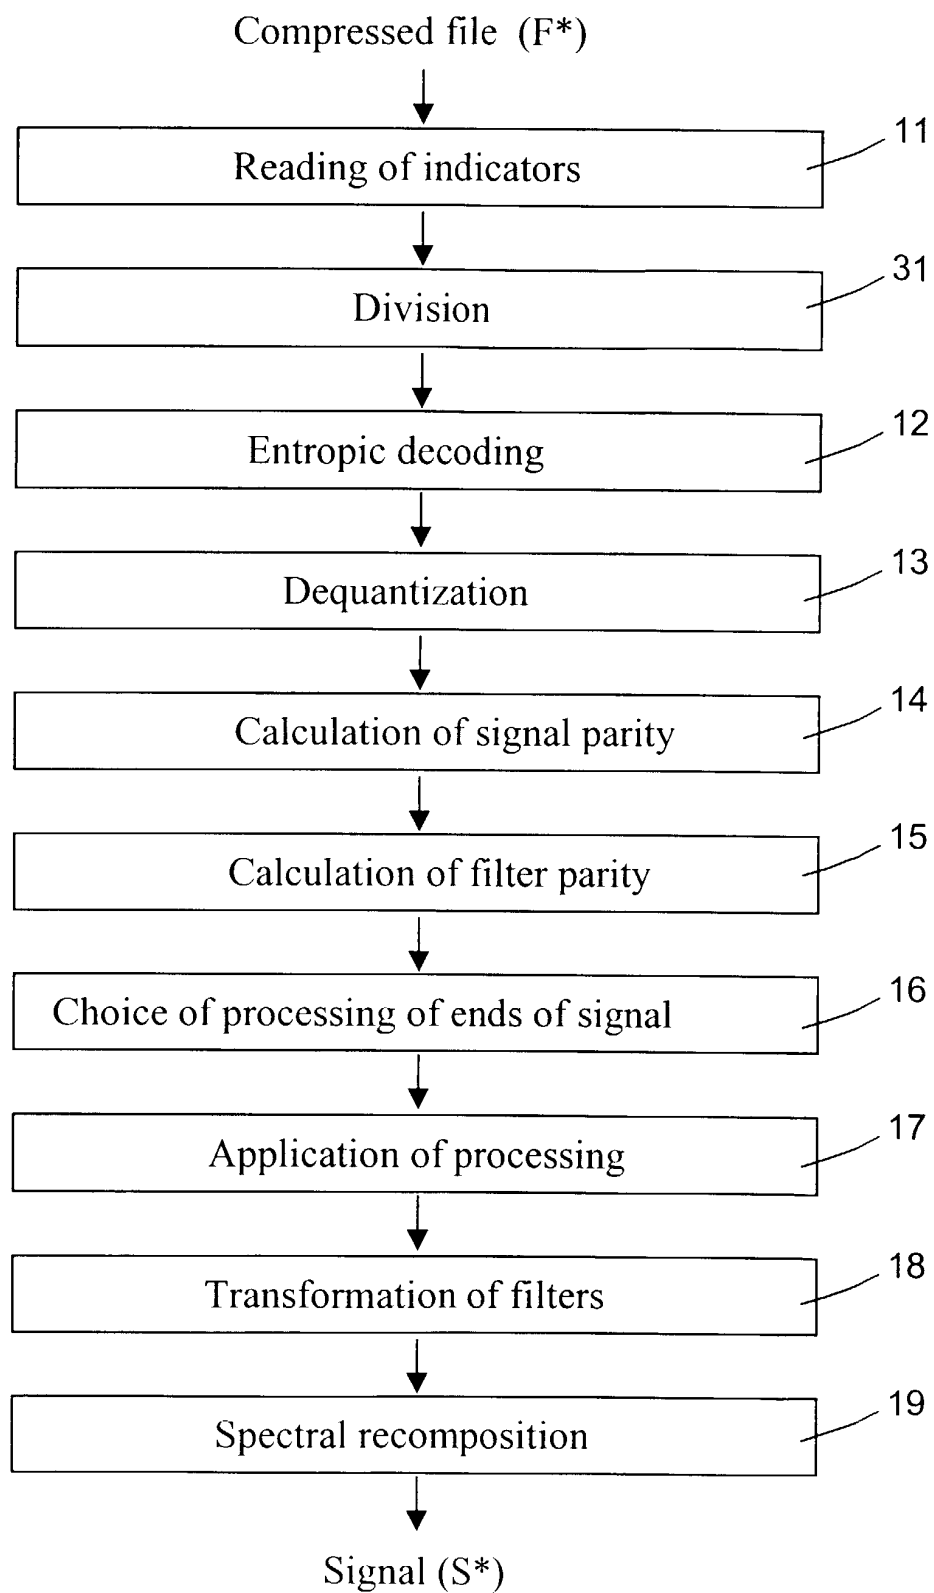 Compressed file (F*)
11
Reading of indicators
31
Division
12
Entropic decoding
13
Dequantization
14
Calculation of signal parity
15
Calculation of filter parity
16
Choice of processing of ends of signal
17
Application of processing
18
Transformation of filters
19
Spectral recomposition
Signal (S*)